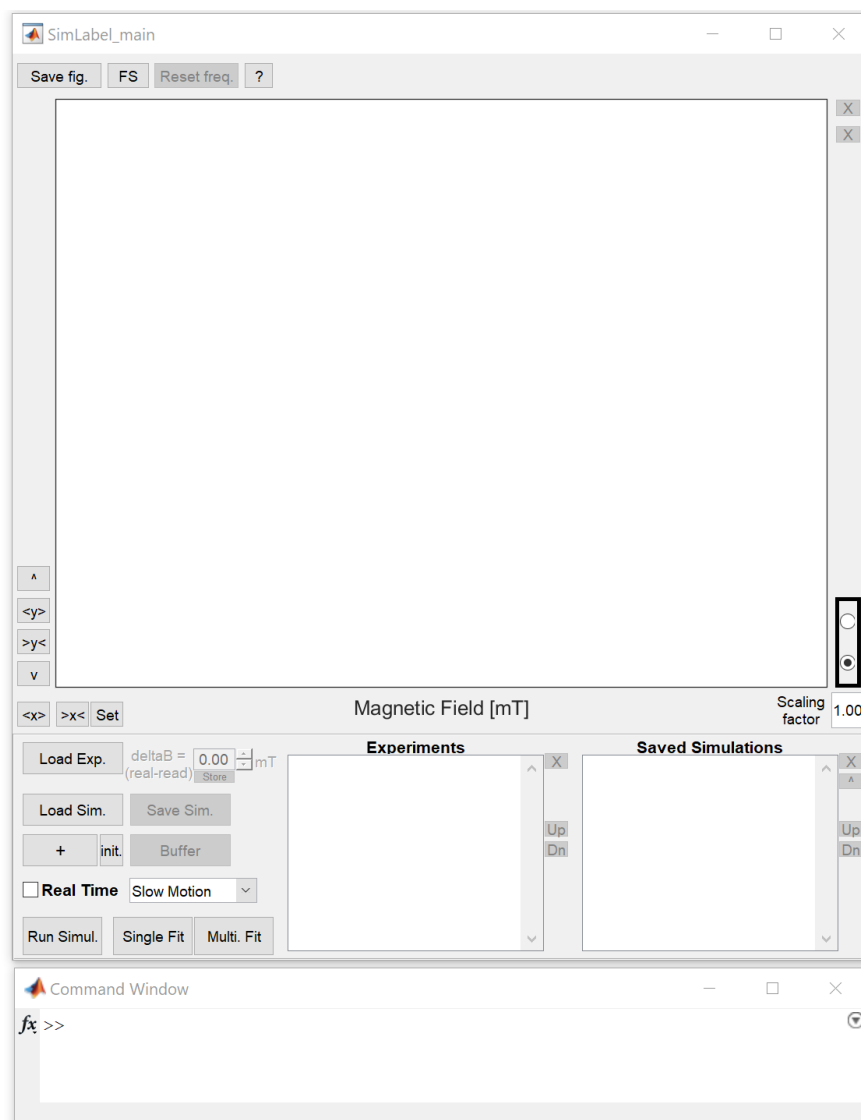 SimLabel_main
Save fig. FS Reset freq. ?
X
X
^
<y>
>y<
v
<x> >x< Set
Magnetic Field [mT]
Scaling
factor
1.00
Load Exp.
deltaB =
(real-read)
0.00
mT
Store
Load Sim. Save Sim.
+ init. Buffer
Real Time Slow Motion
Run Simul. Single Fit Multi. Fit
Experiments
X
Up
Dn
Saved Simulations
X
^
Up
Dn
Command Window
fx >>